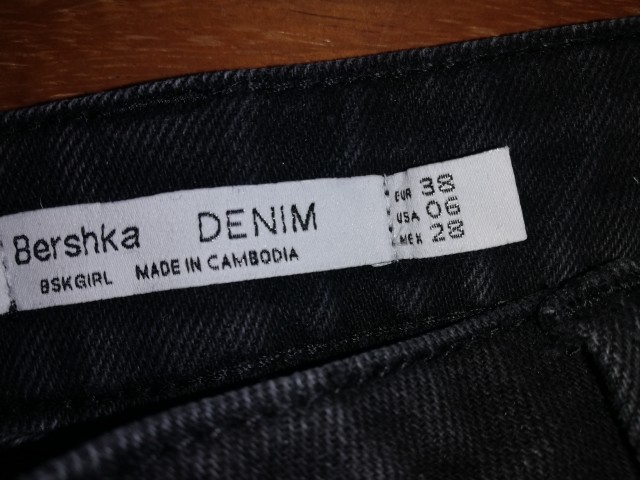 Bershka DENIM
BSKGIRL MADE IN CAMBODIA
EUR 38
USA 06
MEX 28